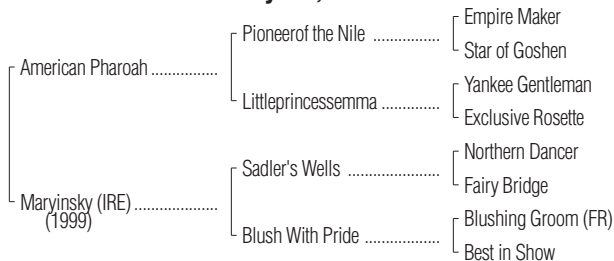 Empire Maker
Pioneerof the Nile ................
Star of Goshen
American Pharoah ................
Yankee Gentleman
Littleprincessemma ..............
Exclusive Rosette
Northern Dancer
Sadler's Wells ......................
Fairy Bridge
Maryinsky (IRE) ....................
(1999)
Blushing Groom (FR)
Blush With Pride ..................
Best in Show